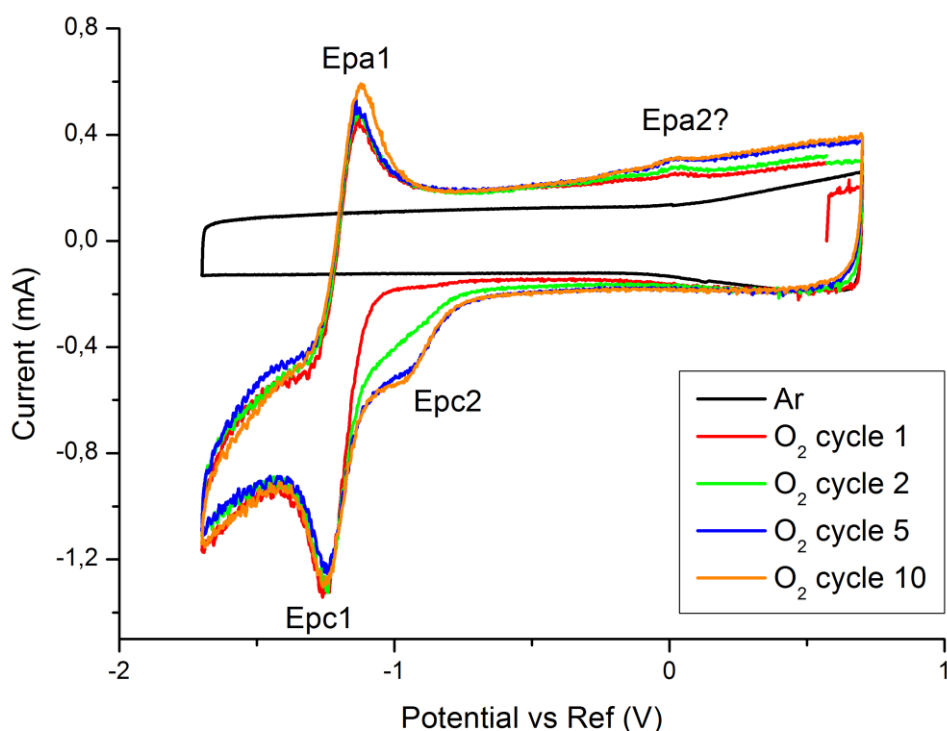 0,8
Epa1
0,4
Epa2?
0,0
Current (mA)
-0,4
Epc2
-0,8
-1,2
Epc1
Ar
O₂ cycle 1
O₂ cycle 2
O₂ cycle 5
O₂ cycle 10
-2 -1 0 1
Potential vs Ref (V)